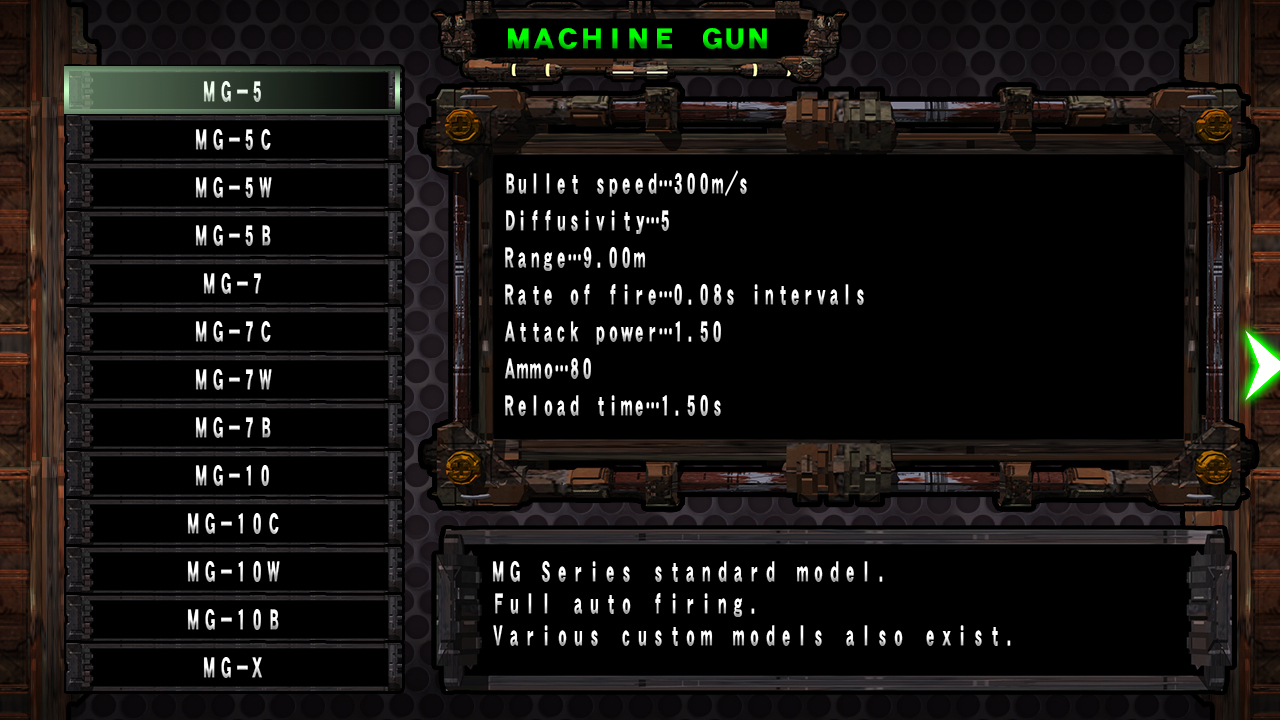 MACHINE GUN
MG-5
MG-5C
MG-5W
MG-5B
MG-7
MG-7C
MG-7W
MG-7B
MG-10
MG-10C
MG-10W
MG-10B
MG-X
Bullet speed…300m/s
Diffusivity…5
Range…9.00m
Rate of fire…0.08s intervals
Attack power…1.50
Ammo…80
Reload time…1.50s
MG Series standard model.
Full auto firing.
Various custom models also exist.